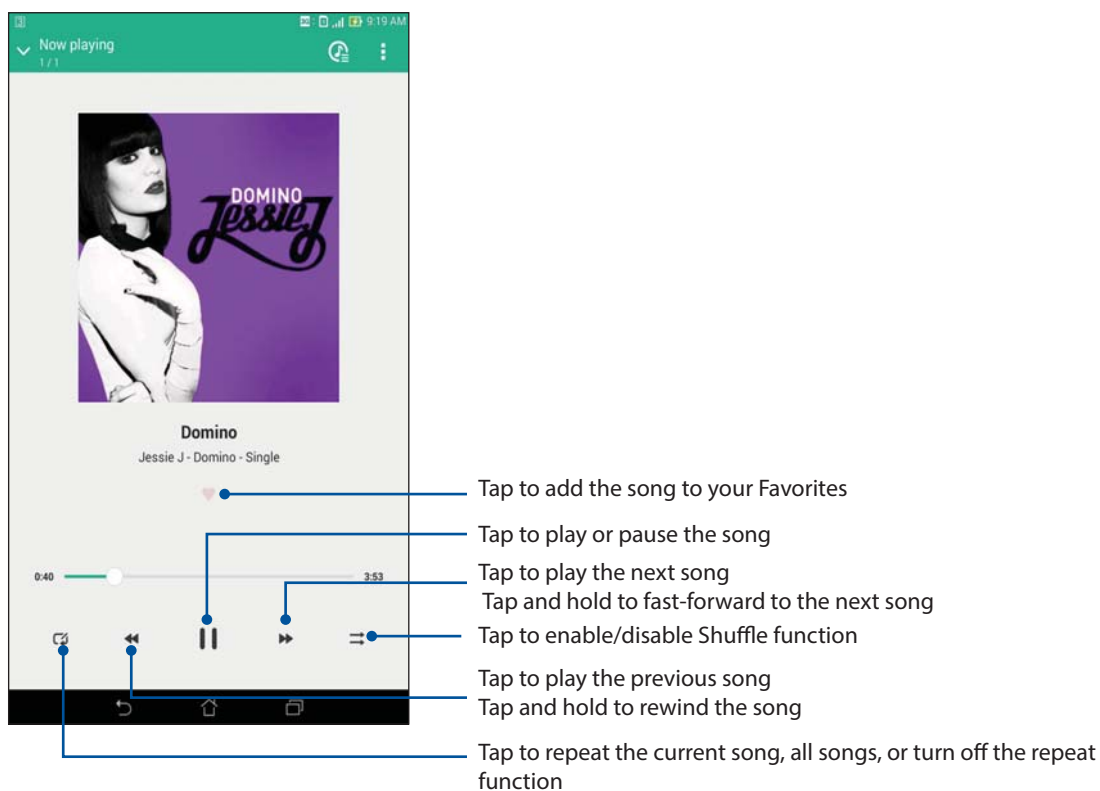 9:19 AM
Now playing
1 / 1
DOMINO
Jessie J
Domino
Jessie J - Domino - Single
Tap to add the song to your Favorites
Tap to play or pause the song
0:40
3:53
Tap to play the next song
Tap and hold to fast-forward to the next song
Tap to enable/disable Shuffle function
Tap to play the previous song
Tap and hold to rewind the song
Tap to repeat the current song, all songs, or turn off the repeat
function